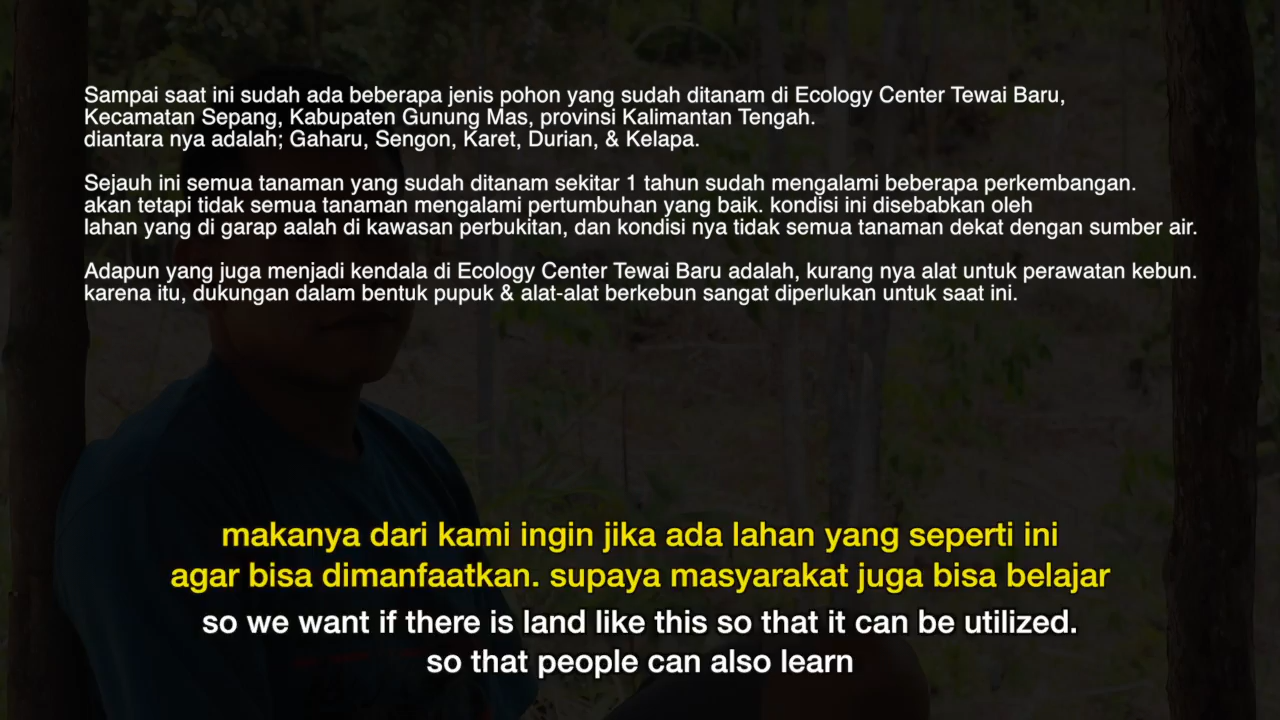 Sampai saat ini sudah ada beberapa jenis pohon yang sudah ditanam di Ecology Center Tewai Baru,
Kecamatan Sepang, Kabupaten Gunung Mas, provinsi Kalimantan Tengah.
diantara nya adalah; Gaharu, Sengon, Karet, Durian, & Kelapa.
Sejauh ini semua tanaman yang sudah ditanam sekitar 1 tahun sudah mengalami beberapa perkembangan.
akan tetapi tidak semua tanaman mengalami pertumbuhan yang baik. kondisi ini disebabkan oleh
lahan yang di garap aalah di kawasan perbukitan, dan kondisi nya tidak semua tanaman dekat dengan sumber air.
Adapun yang juga menjadi kendala di Ecology Center Tewai Baru adalah, kurang nya alat untuk perawatan kebun.
karena itu, dukungan dalam bentuk pupuk & alat-alat berkebun sangat diperlukan untuk saat ini.
makanya dari kami ingin jika ada lahan yang seperti ini
agar bisa dimanfaatkan. supaya masyarakat juga bisa belajar
so we want if there is land like this so that it can be utilized.
so that people can also learn